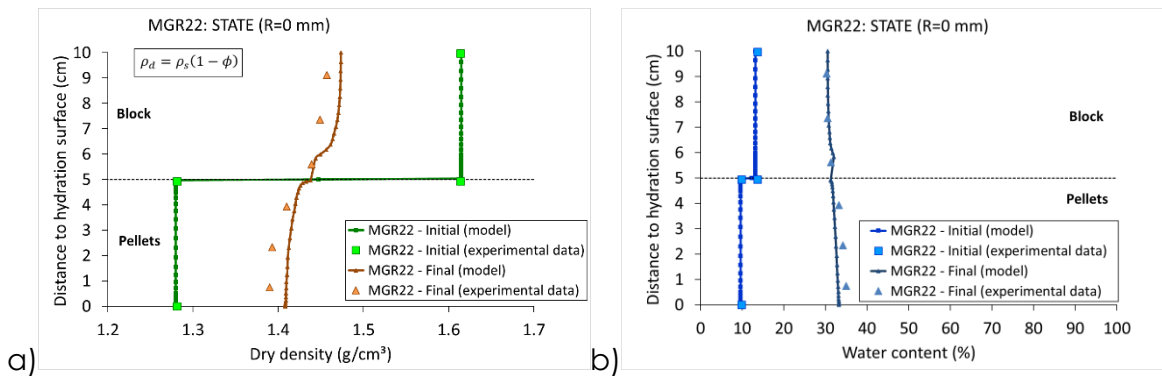 MGR22: STATE (R=0 mm)
ρ_d = ρ_s(1 − ϕ)
Distance to hydration surface (cm)
10
9
8
7
6
5
4
3
2
1
0
Block
Pellets
MGR22 - Initial (model)
MGR22 - Initial (experimental data)
MGR22 - Final (model)
MGR22 - Final (experimental data)
1.2 1.3 1.4 1.5 1.6 1.7
Dry density (g/cm³)
a)
MGR22: STATE (R=0 mm)
Distance to hydration surface (cm)
10
9
8
7
6
5
4
3
2
1
0
Block
Pellets
MGR22 - Initial (model)
MGR22 - Initial (experimental data)
MGR22 - Final (model)
MGR22 - Final (experimental data)
0 10 20 30 40 50 60 70 80 90 100
Water content (%)
b)